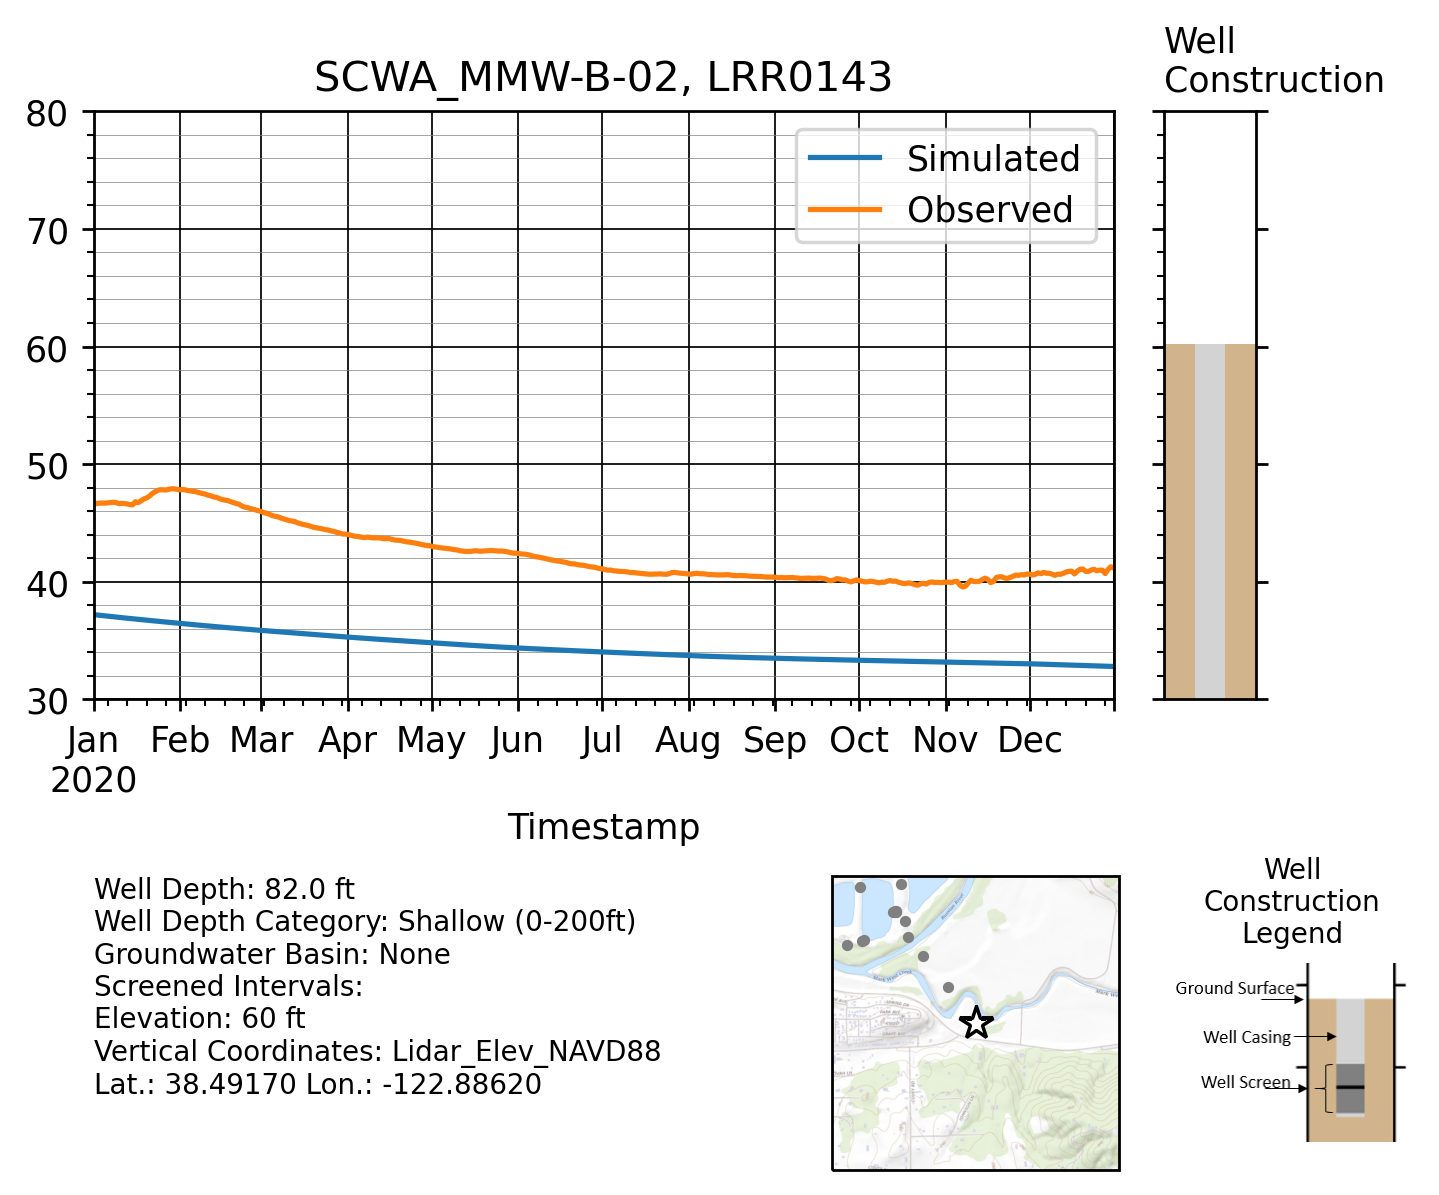 Well
Construction
SCWA_MMW-B-02, LRR0143
80
70
60
50
40
30
Simulated
Observed
Jan Feb Mar Apr May Jun Jul Aug Sep Oct Nov Dec
2020
Timestamp
Well Depth: 82.0 ft
Well Depth Category: Shallow (0-200ft)
Groundwater Basin: None
Screened Intervals:
Elevation: 60 ft
Vertical Coordinates: Lidar_Elev_NAVD88
Lat.: 38.49170 Lon.: -122.88620
Well
Construction
Legend
Ground Surface
Well Casing
Well Screen